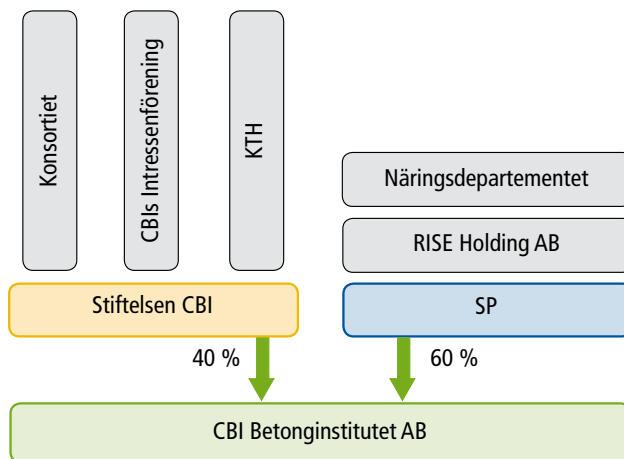 Konsortiet
CBIs Intressenförening
KTH
Näringsdepartementet
RISE Holding AB
Stiftelsen CBI
SP
40 %
60 %
CBI Betonginstitutet AB